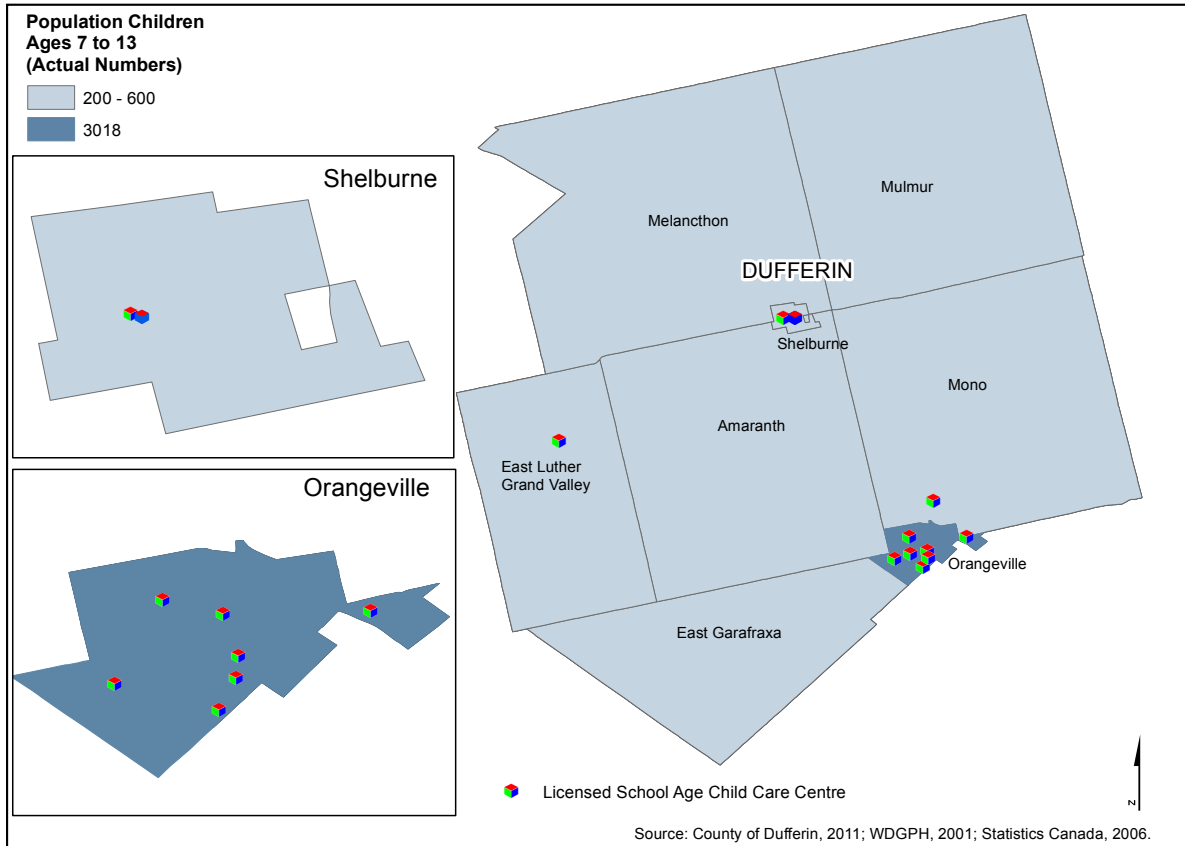 Population Children
Ages 7 to 13
(Actual Numbers)
200 - 600
3018
Shelburne
Orangeville
Melancthon
Mulmur
DUFFERIN
Shelburne
Mono
Amaranth
East Luther
Grand Valley
Orangeville
East Garafraxa
Licensed School Age Child Care Centre
N
Source: County of Dufferin, 2011; WDGPH, 2001; Statistics Canada, 2006.